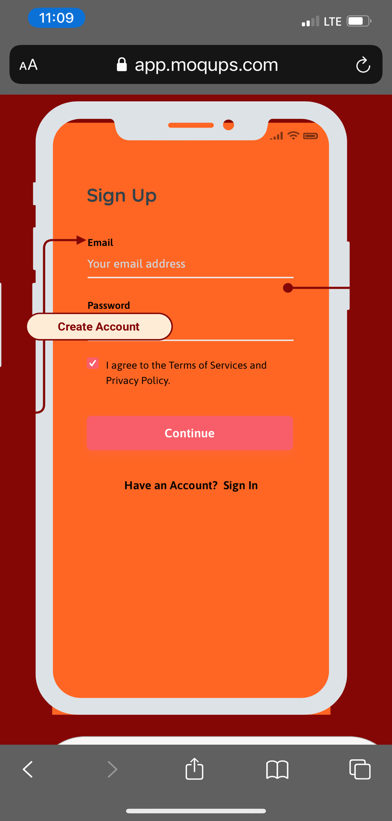 11:09
LTE
AA
app.moqups.com
Sign Up
Email
Your email address
Password
Create Account
I agree to the Terms of Services and
Privacy Policy.
Continue
Have an Account? Sign In